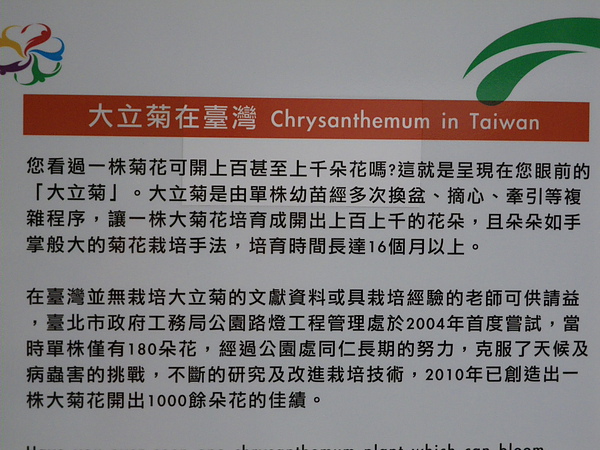 大立菊在臺灣 Chrysanthemum in Taiwan
您看過一株菊花可開上百甚至上千朵花嗎?這就是呈現在您眼前的
「大立菊」。大立菊是由單株幼苗經多次換盆、摘心、牽引等複
雜程序，讓一株大菊花培育成開出上百上千的花朵，且朵朵如手
掌般大的菊花栽培手法，培育時間長達16個月以上。
在臺灣並無栽培大立菊的文獻資料或具栽培經驗的老師可供請益
，臺北市政府工務局公園路燈工程管理處於2004年首度嘗試，當
時單株僅有180朵花，經過公園處同仁長期的努力，克服了天候及
病蟲害的挑戰，不斷的研究及改進栽培技術，2010年已創造出一
株大菊花開出1000餘朵花的佳績。
chrysanthemum plant which can bloom